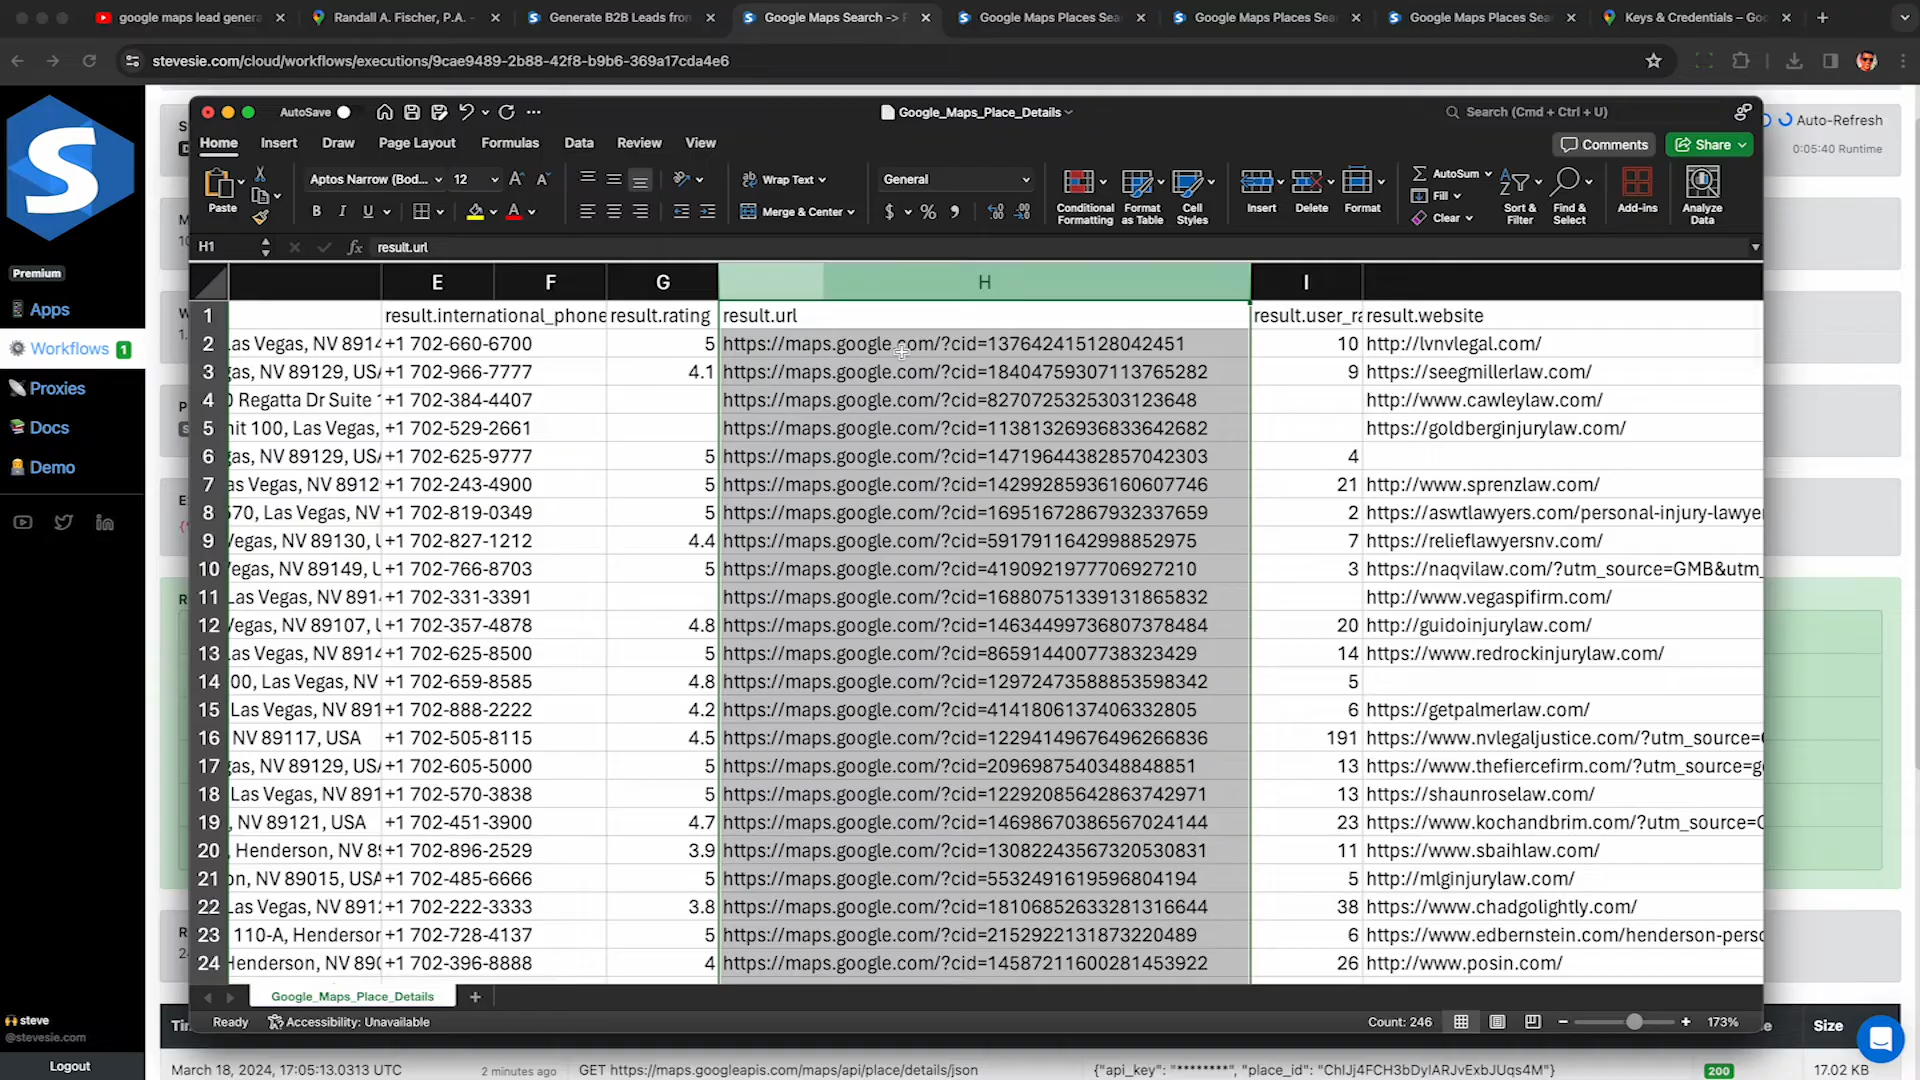 google maps lead genera
Randall A. Fischer, P.A. -
Generate B2B Leads from
Google Maps Search ->
Google Maps Places Sea
Google Maps Places Sea
Google Maps Places Sea
Keys & Credentials – Goo
stevesie.com/cloud/workflows/executions/9cae9489-2b88-42f8-b9b6-369a17cda4e6
S
Premium
Apps
Workflows 1
Proxies
Docs
Demo
steve
@stevesie.com
Logout
Auto-Refresh
0:05:40 Runtime
AutoSave
Google_Maps_Place_Details
Search (Cmd + Ctrl + U)
Home Insert Draw Page Layout Formulas Data Review View
Comments Share
Paste
Aptos Narrow (Bod... 12
B I U
Wrap Text
Merge & Center
General
Conditional Formatting
Format as Table
Cell Styles
Insert Delete Format
AutoSum
Fill
Clear
Sort & Filter
Find & Select
Add-ins
Analyze Data
H1 fx result.url
E F G H I
1 result.international_phone result.rating result.url result.user_ra result.website
2 Las Vegas, NV 8914 +1 702-660-6700 5 https://maps.google.com/?cid=137642415128042451 10 http://lvnvlegal.com/
3 gas, NV 89129, USA +1 702-966-7777 4.1 https://maps.google.com/?cid=18404759307113765282 9 https://seegmillerlaw.com/
4 0 Regatta Dr Suite 1 +1 702-384-4407 https://maps.google.com/?cid=8270725325303123648 http://www.cawleylaw.com/
5 nit 100, Las Vegas, +1 702-529-2661 https://maps.google.com/?cid=11381326936833642682 https://goldberginjurylaw.com/
6 gas, NV 89129, USA +1 702-625-9777 5 https://maps.google.com/?cid=14719644382857042303 4
7 as Vegas, NV 8912 +1 702-243-4900 5 https://maps.google.com/?cid=14299285936160607746 21 http://www.sprenzlaw.com/
8 570, Las Vegas, NV +1 702-819-0349 5 https://maps.google.com/?cid=16951672867932337659 2 https://aswtlawyers.com/personal-injury-lawye
9 Vegas, NV 89130, U +1 702-827-1212 4.4 https://maps.google.com/?cid=5917911642998852975 7 https://relieflawyersnv.com/
10 Vegas, NV 89149, U +1 702-766-8703 5 https://maps.google.com/?cid=4190921977706927210 3 https://naqvilaw.com/?utm_source=GMB&utm_
11 Las Vegas, NV 8914 +1 702-331-3391 https://maps.google.com/?cid=16880751339131865832 http://www.vegaspifirm.com/
12 Vegas, NV 89107, U +1 702-357-4878 4.8 https://maps.google.com/?cid=14634499736807378484 20 http://guidoinjurylaw.com/
13 Las Vegas, NV 8914 +1 702-625-8500 5 https://maps.google.com/?cid=8659144007738323429 14 https://www.redrockinjurylaw.com/
14 00, Las Vegas, NV +1 702-659-8585 4.8 https://maps.google.com/?cid=12972473588853598342 5
15 Las Vegas, NV 891 +1 702-888-2222 4.2 https://maps.google.com/?cid=4141806137406332805 6 https://getpalmerlaw.com/
16 NV 89117, USA +1 702-505-8115 4.5 https://maps.google.com/?cid=12294149676496266836 191 https://www.nvlegaljustice.com/?utm_source=
17 gas, NV 89129, USA +1 702-605-5000 5 https://maps.google.com/?cid=2096987540348848851 13 https://www.thefiercefirm.com/?utm_source=g
18 Las Vegas, NV 891 +1 702-570-3838 5 https://maps.google.com/?cid=12292085642863742971 13 https://shaunroselaw.com/
19 , NV 89121, USA +1 702-451-3900 4.7 https://maps.google.com/?cid=14698670386567024144 23 https://www.kochandbrim.com/?utm_source=
20 , Henderson, NV 89 +1 702-896-2529 3.9 https://maps.google.com/?cid=13082243567320530831 11 https://www.sbaihlaw.com/
21 on, NV 89015, USA +1 702-485-6666 5 https://maps.google.com/?cid=5532491619596804194 5 http://mlginjurylaw.com/
22 Las Vegas, NV 891 +1 702-222-3333 3.8 https://maps.google.com/?cid=18106852633281316644 38 https://www.chadgolightly.com/
23 110-A, Henderson +1 702-728-4137 5 https://maps.google.com/?cid=2152922131873220489 6 https://www.edbernstein.com/henderson-perso
24 Henderson, NV 890 +1 702-396-8888 4 https://maps.google.com/?cid=14587211600281453922 26 http://www.posin.com/
Google_Maps_Place_Details
Ready Accessibility: Unavailable Count: 246 173%
Size
March 18, 2024, 17:05:13.0313 UTC 2 minutes ago GET https://maps.googleapis.com/maps/api/place/details/json {"api_key": "********", "place_id": "ChIJj4FCH3bDyIARJvExbJUqs4M"} 200 17.02 KB